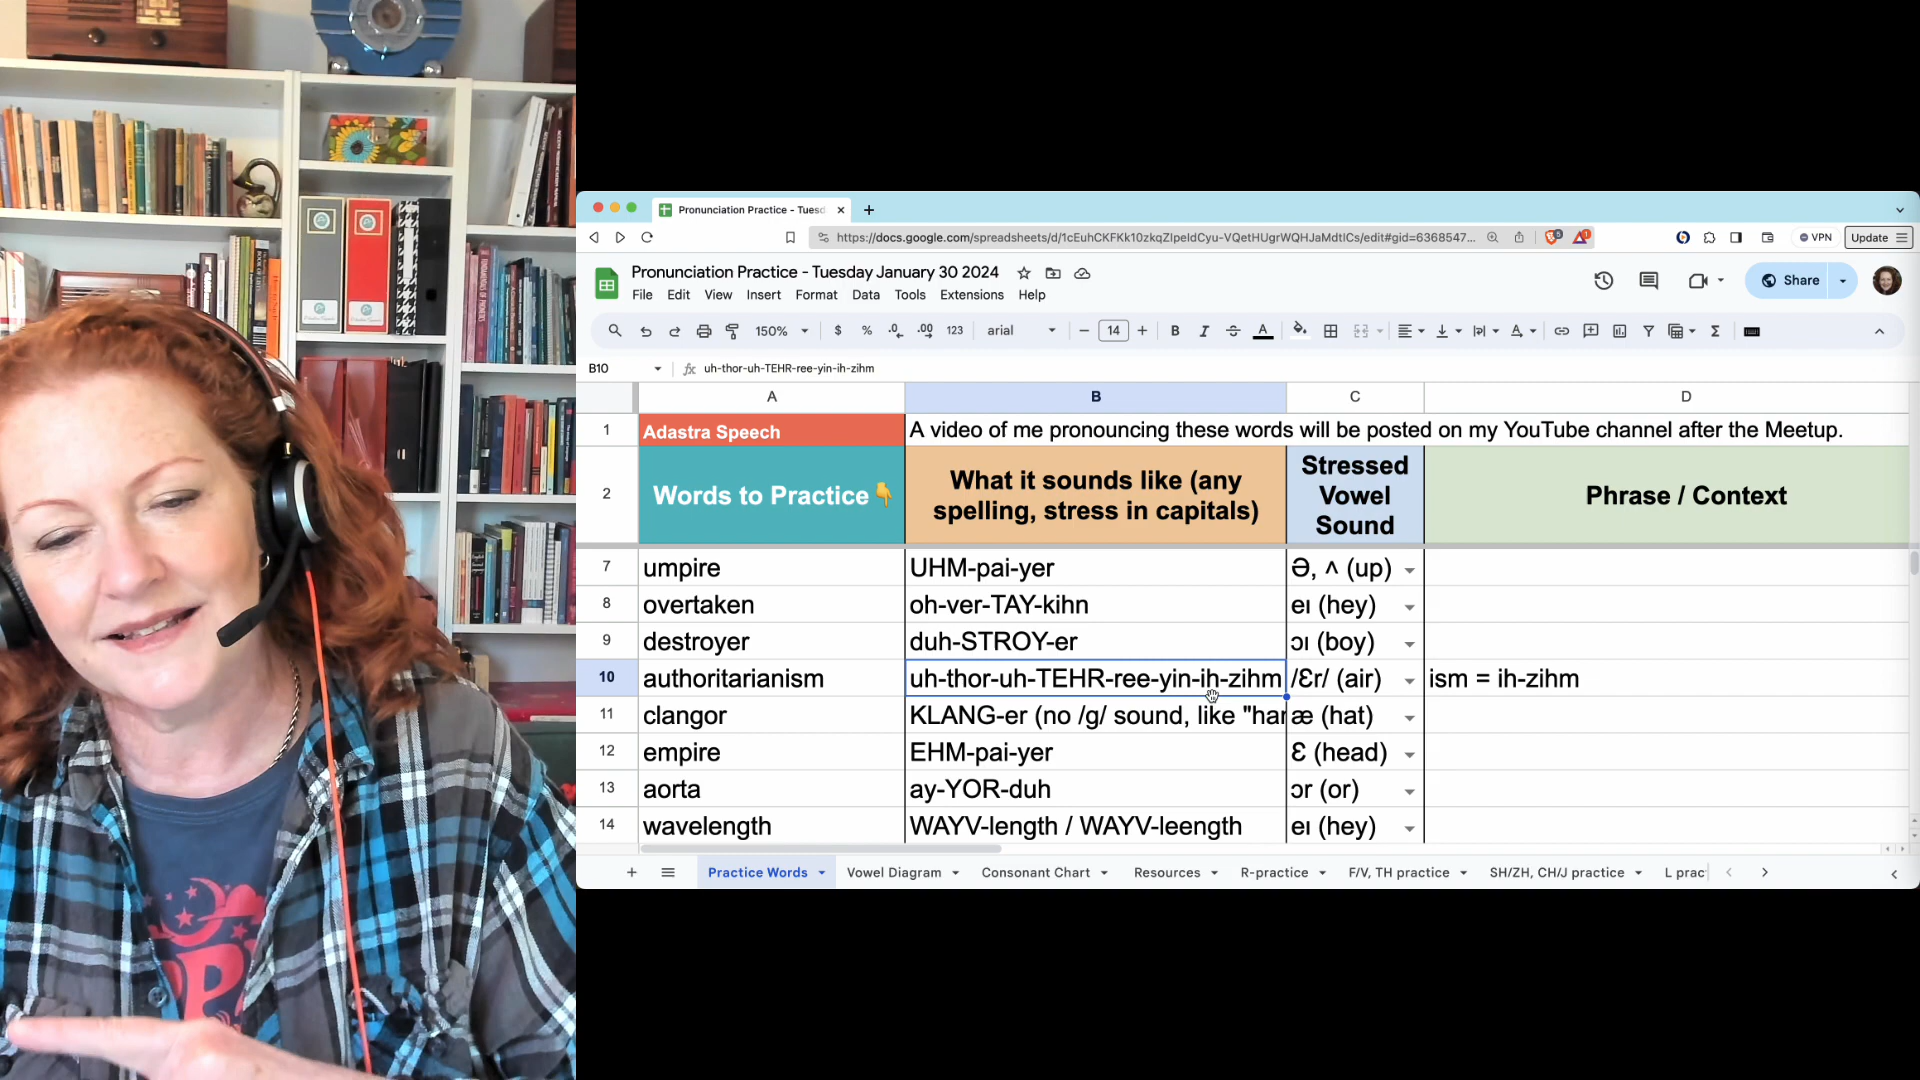 Pronunciation Practice - Tuesd
https://docs.google.com/spreadsheets/d/1cEuhCKFKk10zkqZIpeIdCyu-VQetHUgrWQHJaMdtICs/edit#gid=6368547...
5
1
VPN
Update
Pronunciation Practice - Tuesday January 30 2024
File Edit View Insert Format Data Tools Extensions Help
Share
150% $ % .0 .00 123 arial − 14 + B I A Σ
B10 fx uh-thor-uh-TEHR-ree-yin-ih-zihm
A B C D
1 Adastra Speech A video of me pronouncing these words will be posted on my YouTube channel after the Meetup.
2 Words to Practice👇 What it sounds like (any spelling, stress in capitals) Stressed Vowel Sound Phrase / Context
7 umpire UHM-pai-yer Ə, ʌ (up)
8 overtaken oh-ver-TAY-kihn eɪ (hey)
9 destroyer duh-STROY-er ɔɪ (boy)
10 authoritarianism uh-thor-uh-TEHR-ree-yin-ih-zihm /Ɛr/ (air) ism = ih-zihm
11 clangor KLANG-er (no /g/ sound, like "har æ (hat)
12 empire EHM-pai-yer Ɛ (head)
13 aorta ay-YOR-duh ɔr (or)
14 wavelength WAYV-length / WAYV-leength eɪ (hey)
Practice Words Vowel Diagram Consonant Chart Resources R-practice F/V, TH practice SH/ZH, CH/J practice L prac